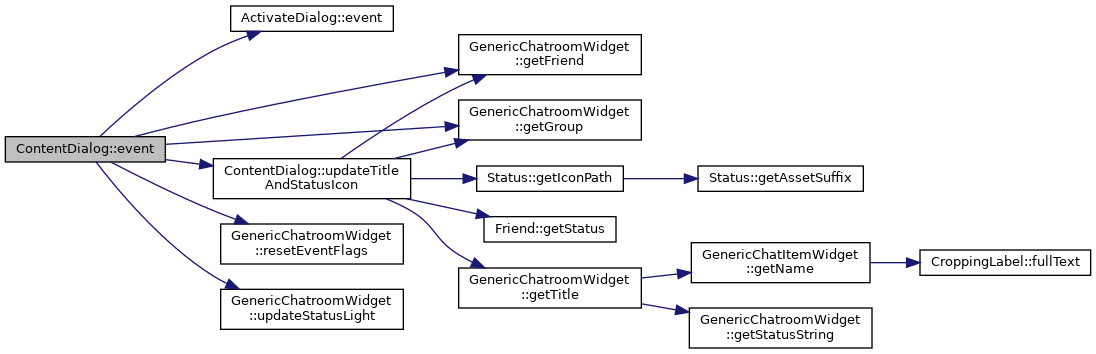 ActivateDialog::event
GenericChatroomWidget
::getFriend
GenericChatroomWidget
::getGroup
ContentDialog::event
ContentDialog::updateTitle
AndStatusIcon
Status::getIconPath
Status::getAssetSuffix
Friend::getStatus
GenericChatroomWidget
::resetEventFlags
GenericChatItemWidget
::getName
CroppingLabel::fullText
GenericChatroomWidget
::getTitle
GenericChatroomWidget
::updateStatusLight
GenericChatroomWidget
::getStatusString